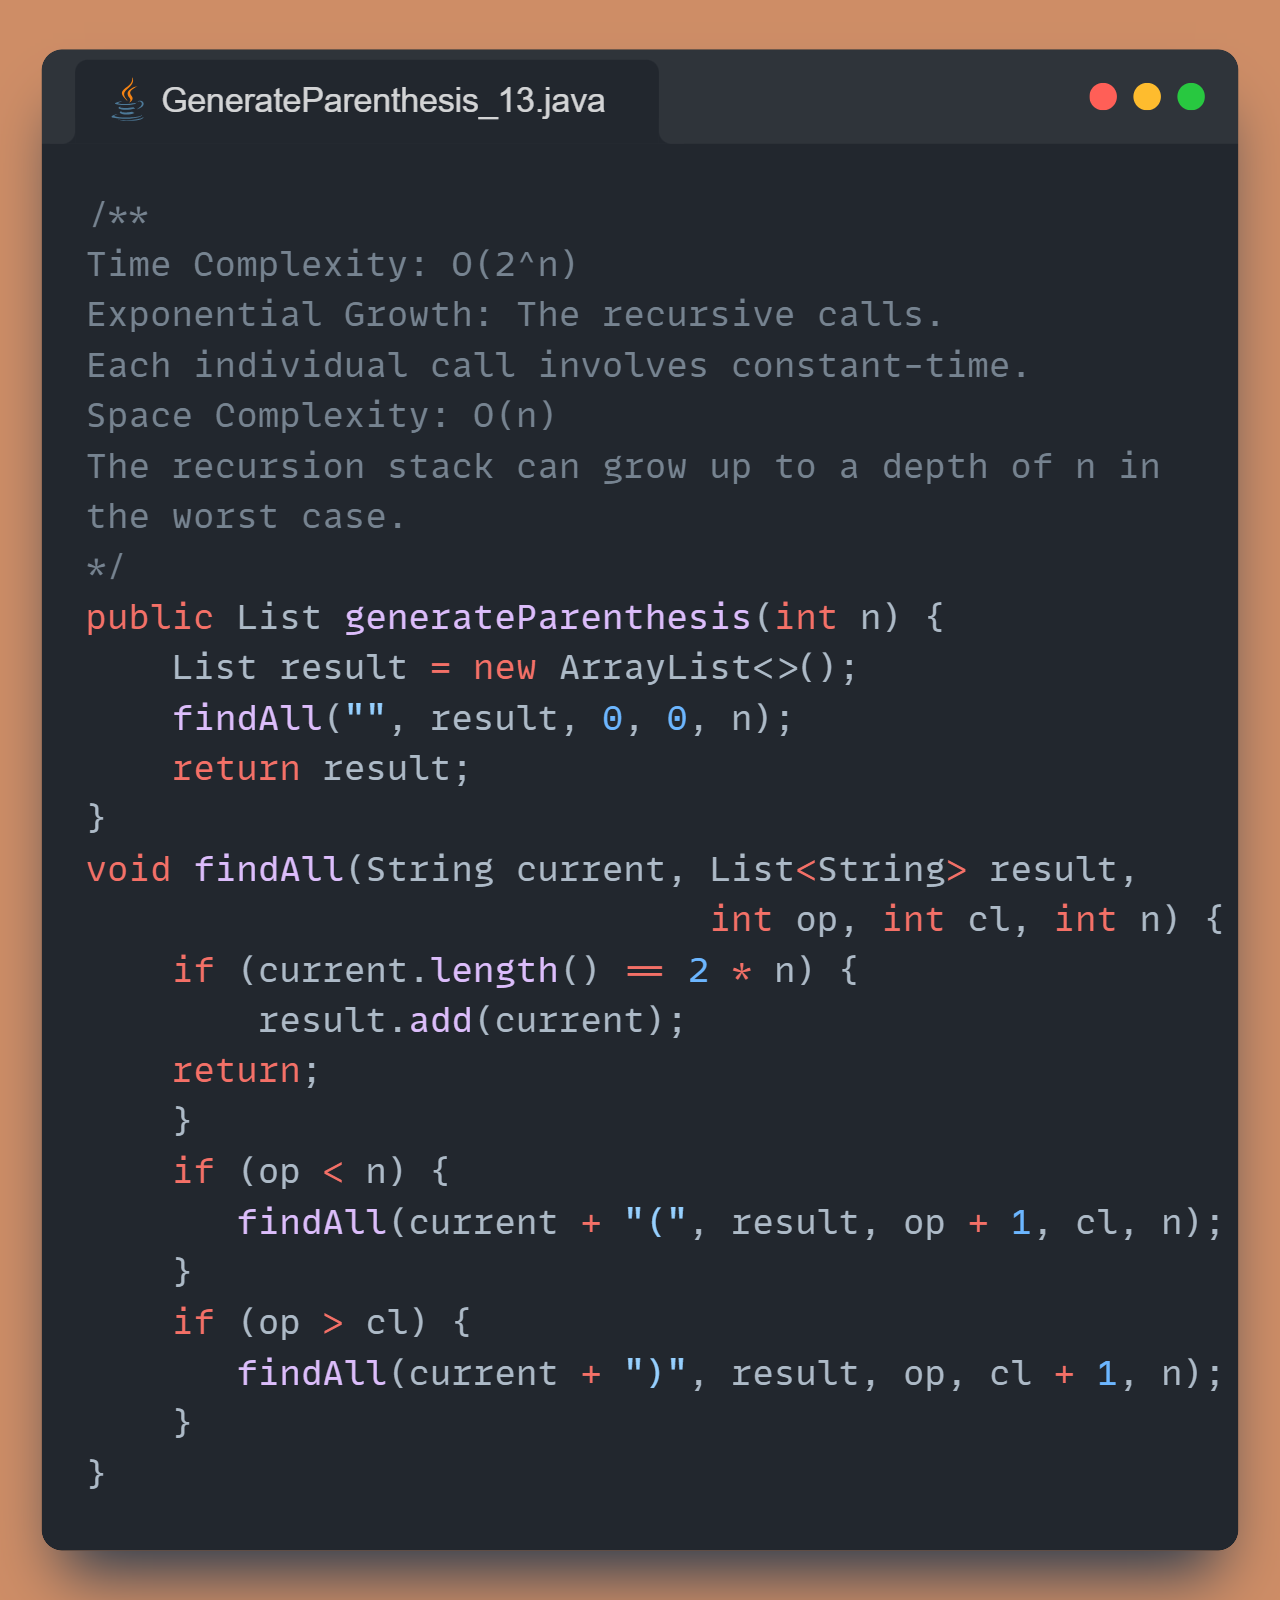 GenerateParenthesis_13.java
/**
Time Complexity: O(2^n)
Exponential Growth: The recursive calls.
Each individual call involves constant-time.
Space Complexity: O(n)
The recursion stack can grow up to a depth of n in
the worst case.
*/
public List generateParenthesis(int n) {
    List result = new ArrayList<>();
    findAll("", result, 0, 0, n);
    return result;
}
void findAll(String current, List<String> result,
                             int op, int cl, int n) {
    if (current.length() == 2 * n) {
        result.add(current);
    return;
    }
    if (op < n) {
       findAll(current + "(", result, op + 1, cl, n);
    }
    if (op > cl) {
       findAll(current + ")", result, op, cl + 1, n);
    }
}